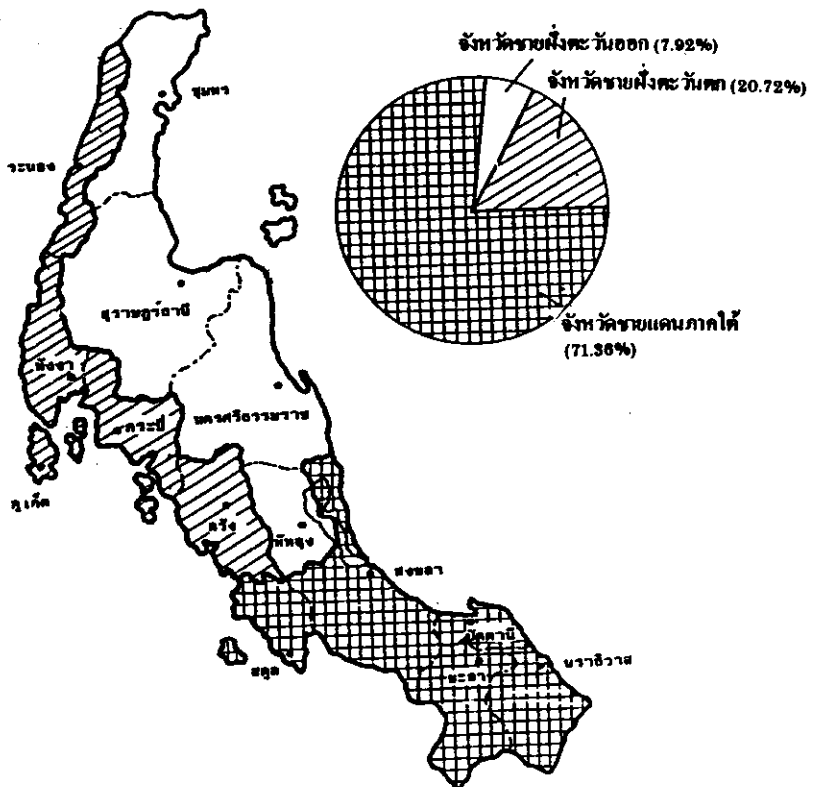 จังหวัดชายฝั่งตะวันออก (7.92%)
จังหวัดชายฝั่งตะวันตก (20.72%)
ชุมพร
ระนอง
สุราษฎร์ธานี
จังหวัดชายแดนภาคใต้
(71.36%)
พังงา
กระบี่
นครศรีธรรมราช
ภูเก็ต
ตรัง
พัทลุง
สงขลา
ปัตตานี
นราธิวาส
ยะลา
สตูล